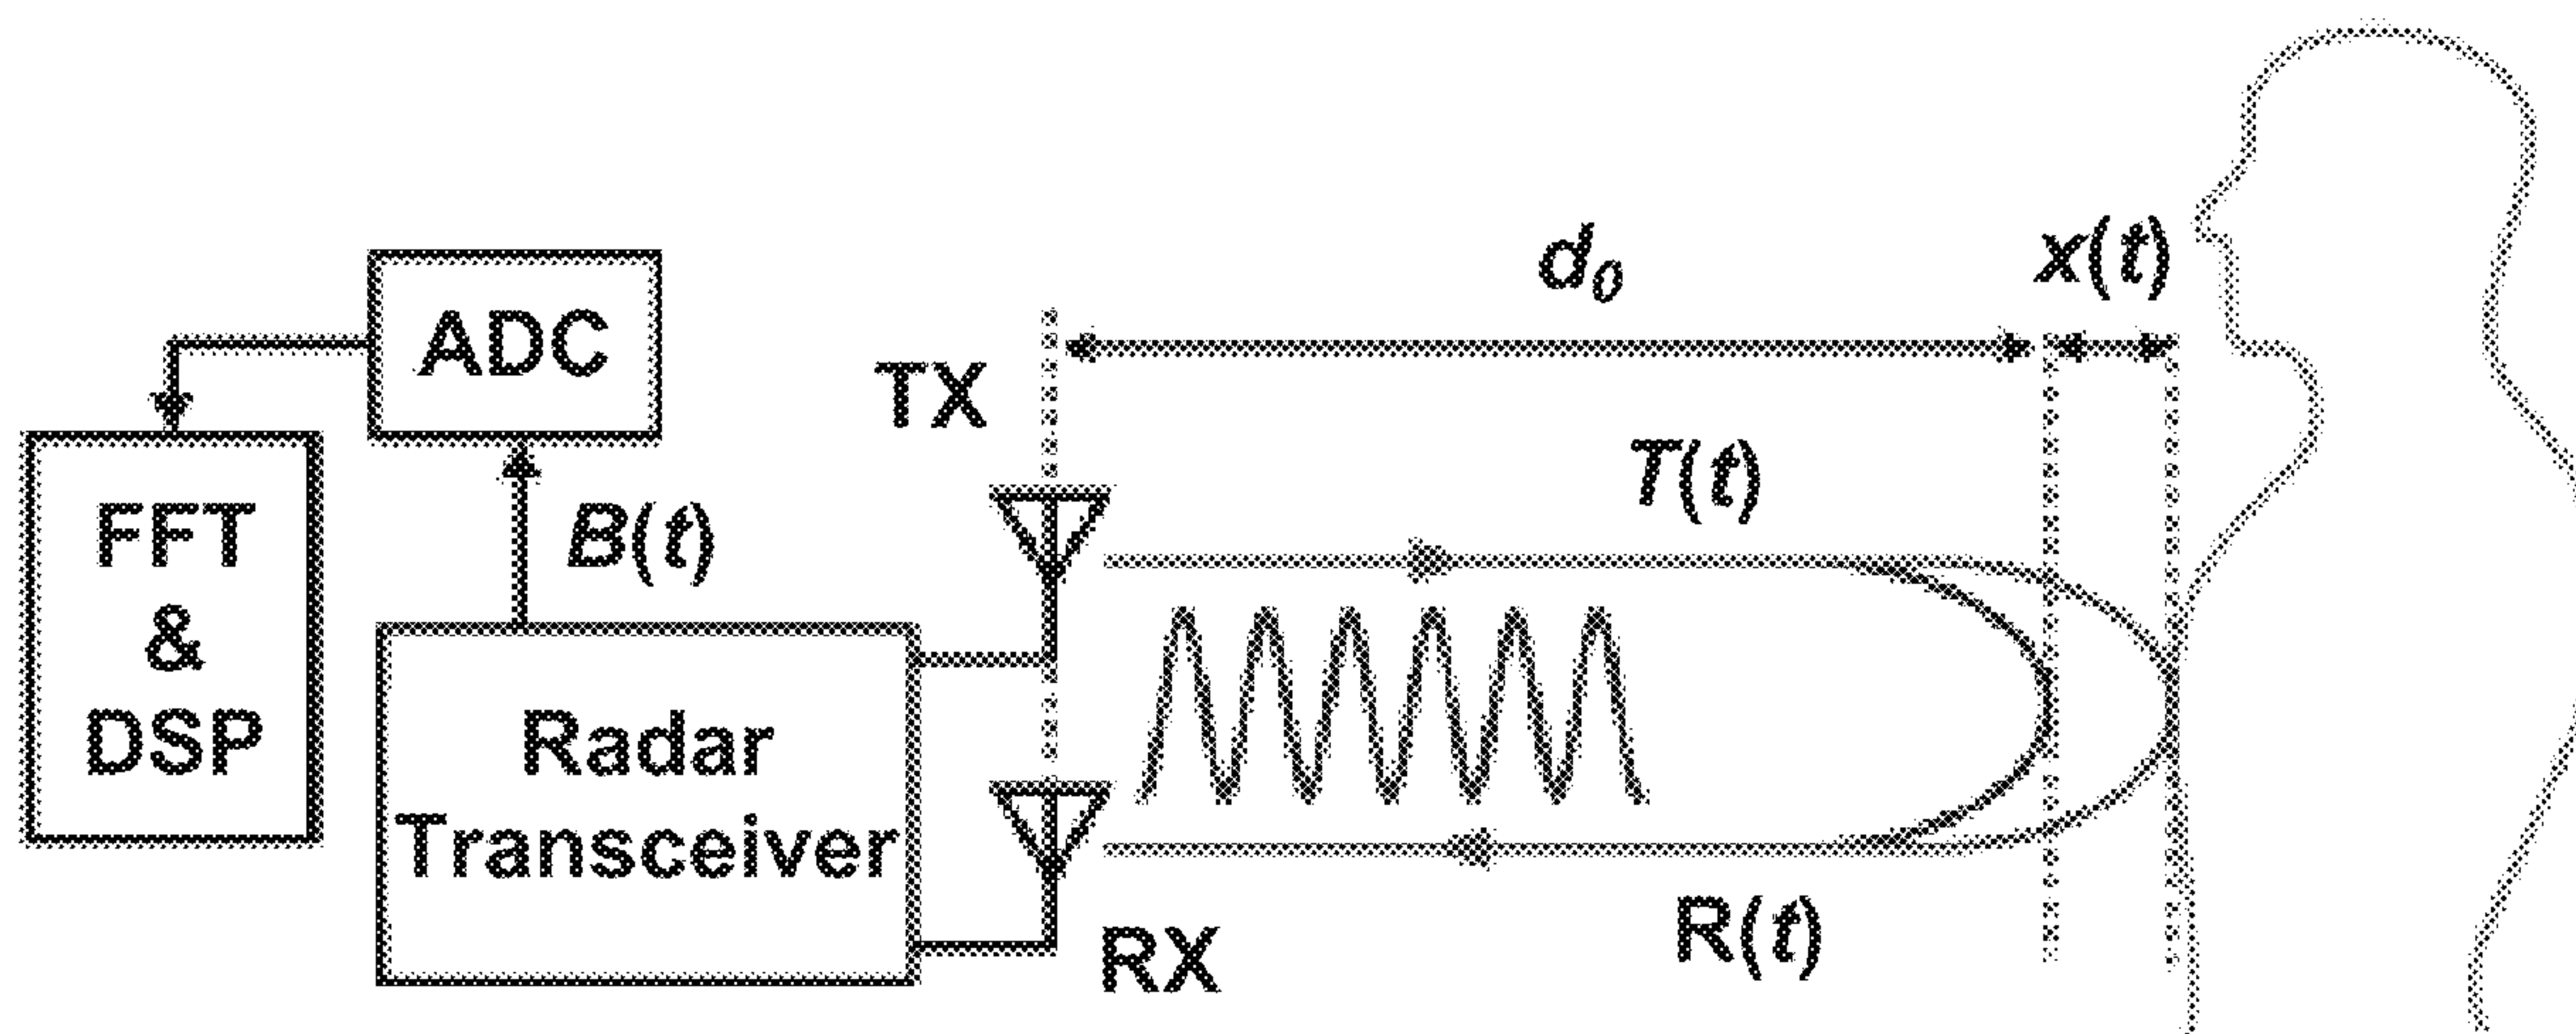 d0
x(t)
ADC
TX
T(t)
FFT
&
DSP
B(t)
Radar
Transceiver
R(t)
RX